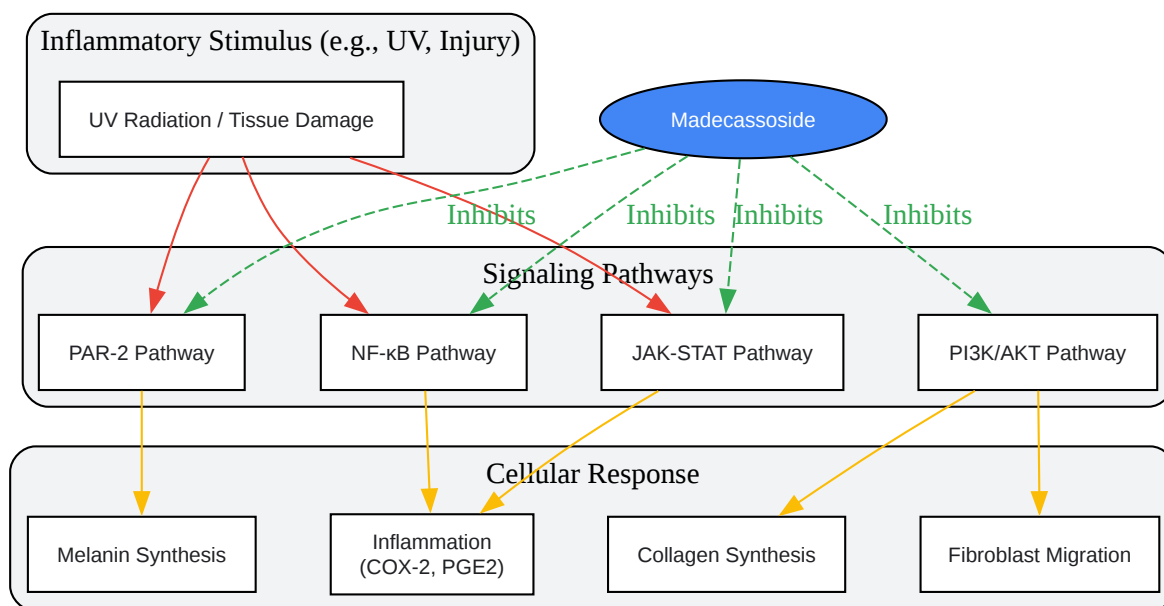 Inflammatory Stimulus (e.g., UV, Injury)
UV Radiation / Tissue Damage
Madecassoside
Inhibits
Inhibits
Inhibits
Inhibits
Signaling Pathways
PAR-2 Pathway
NF-κB Pathway
JAK-STAT Pathway
PI3K/AKT Pathway
Cellular Response
Melanin Synthesis
Inflammation
(COX-2, PGE2)
Collagen Synthesis
Fibroblast Migration